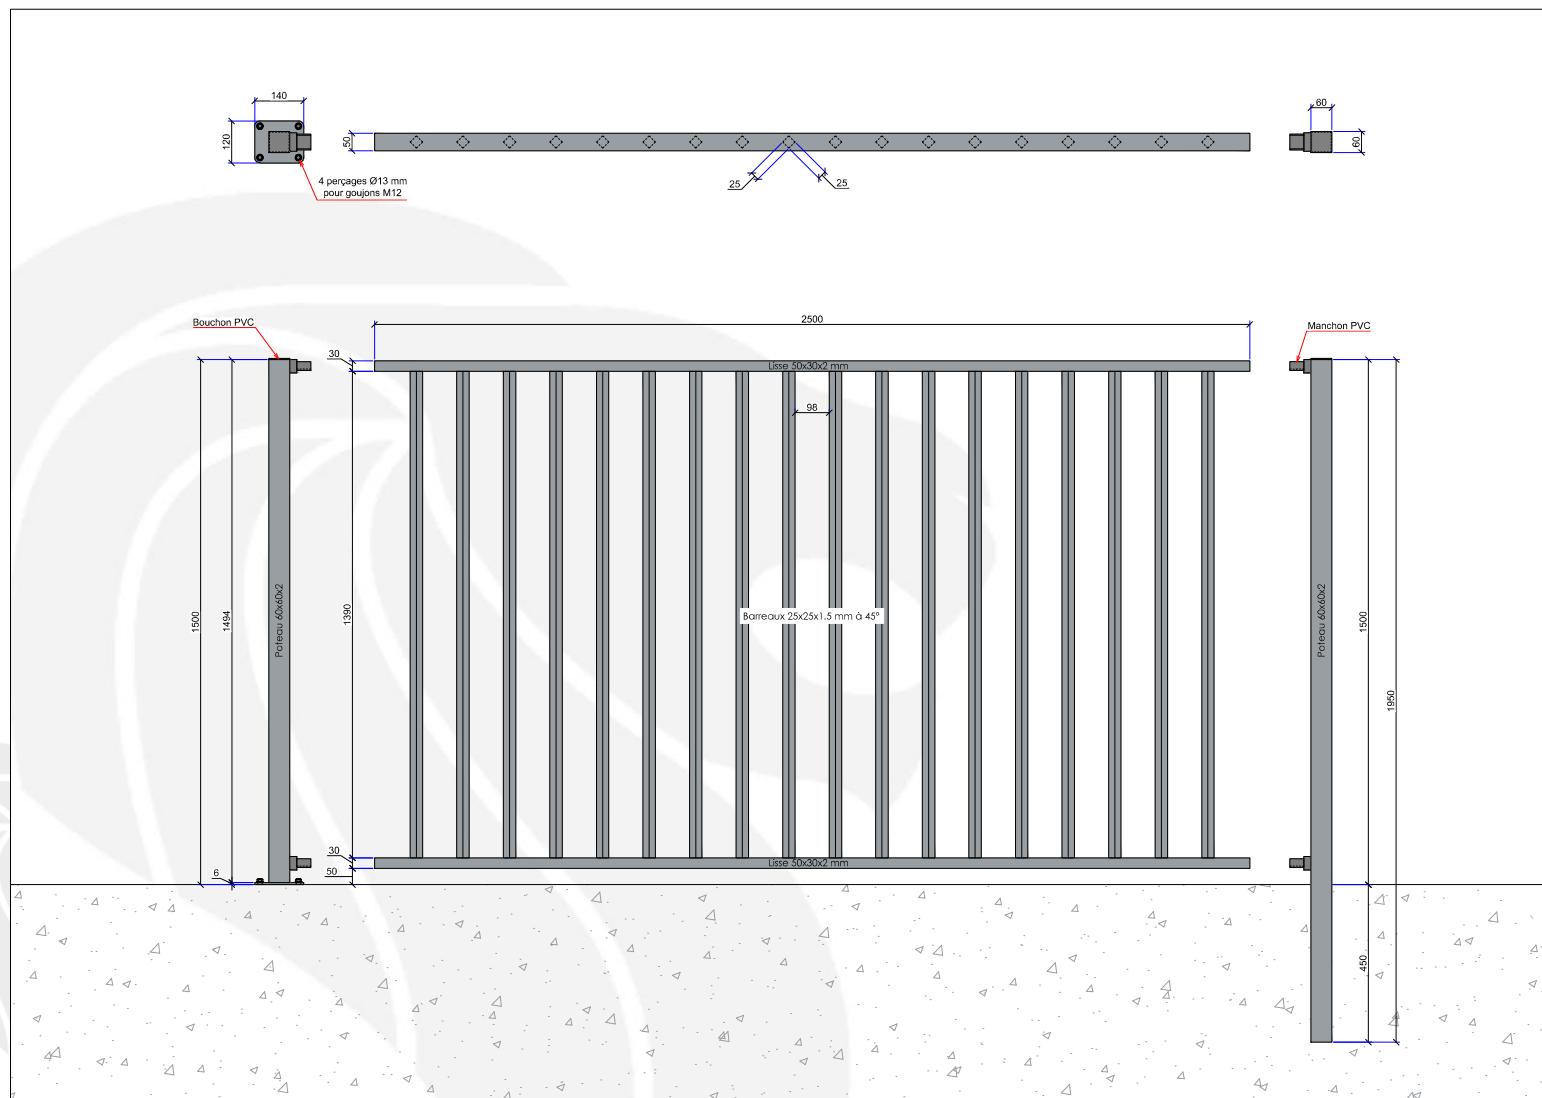 140
60
120
50
60
4 perçages Ø13 mm
pour goujons M12
25
25
Bouchon PVC
2500
Manchon PVC
30
Lisse 50x30x2 mm
98
1500
1494
Poteau 60x60x2
1390
Barreaux 25x25x1.5 mm à 45°
Poteau 60x60x2
1500
1950
30
Lisse 50x30x2 mm
6
50
450